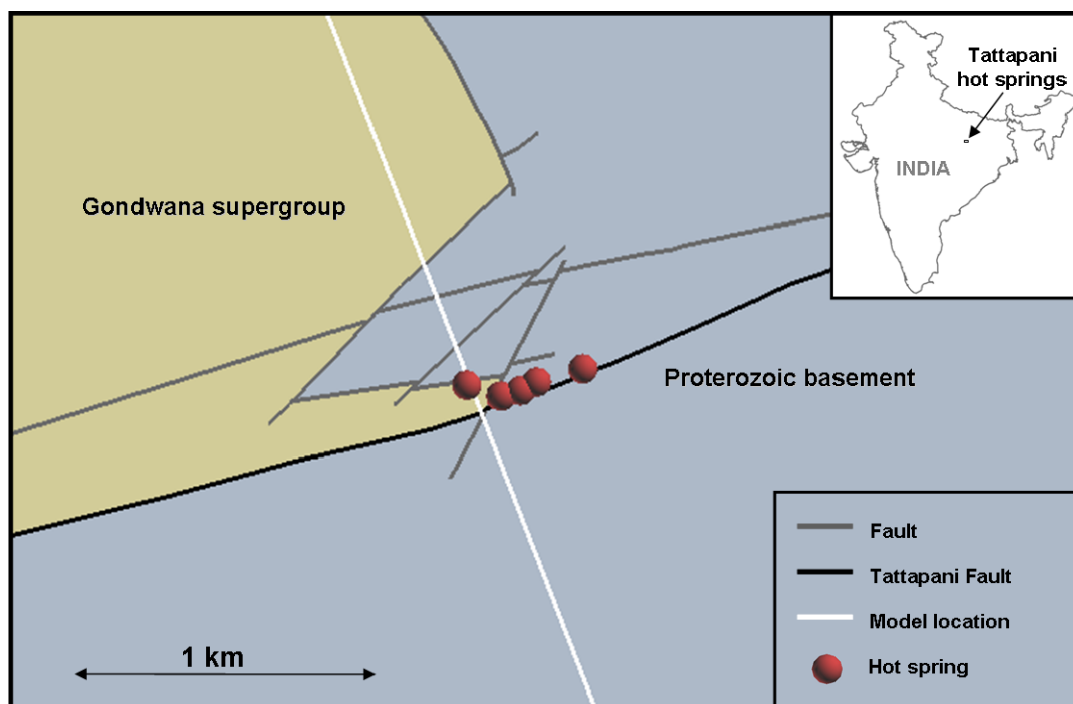 Tattapani
hot springs
INDIA
Gondwana supergroup
Proterozoic basement
Fault
Tattapani Fault
Model location
Hot spring
1 km